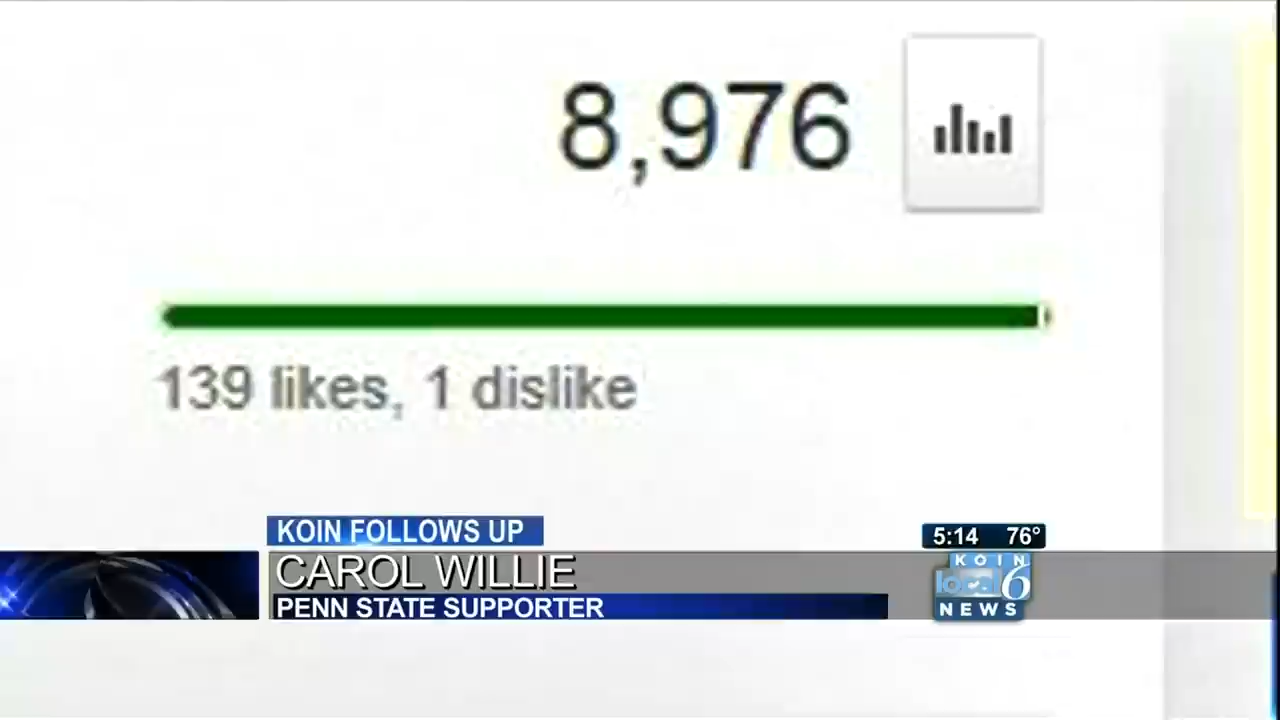 8,976
139 likes, 1 dislike
KOIN FOLLOWS UP
CAROL WILLIE
PENN STATE SUPPORTER
5:14 76°
KOIN
local 6
NEWS